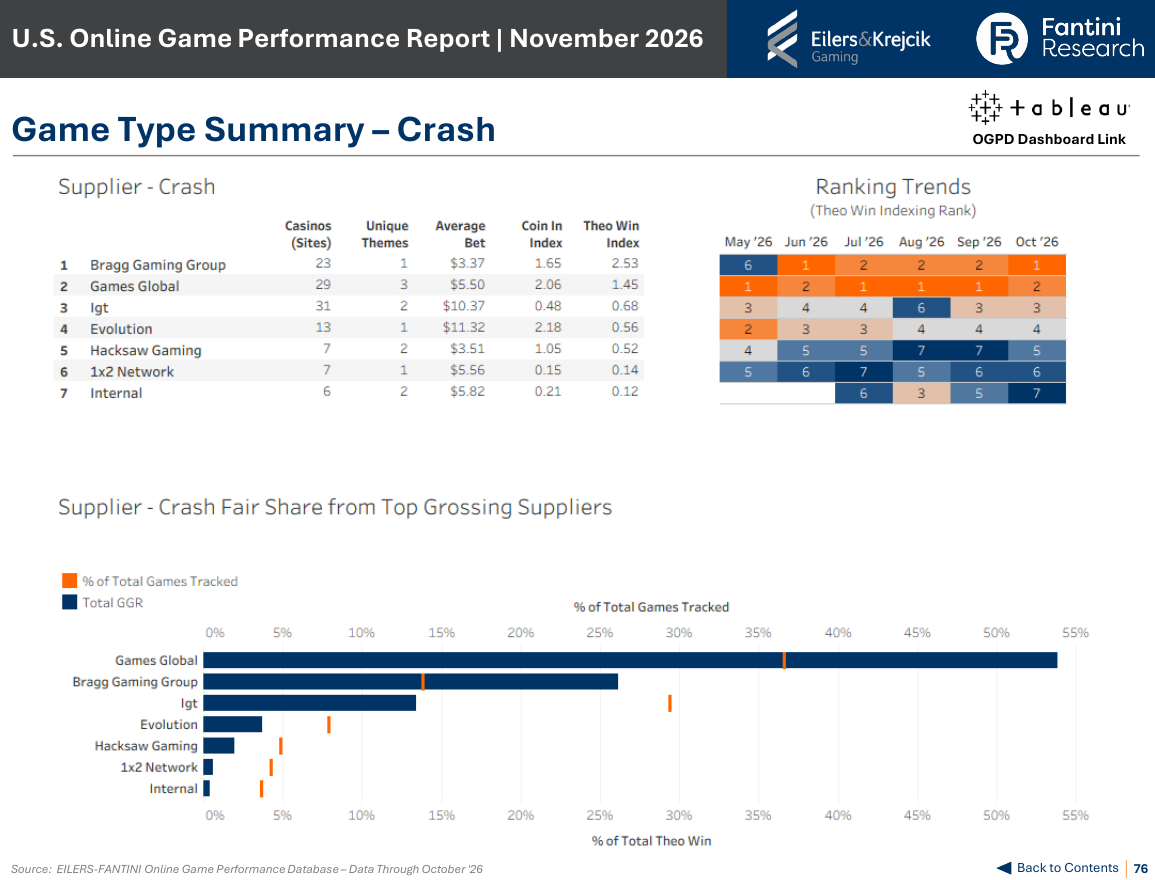 U.S. Online Game Performance Report | November 2026
Eilers&Krejcik
Gaming
Fantini
Research
Game Type Summary – Crash
+ a b l e a u
OGPD Dashboard Link
Supplier - Crash
Casinos (Sites) Unique Themes Average Bet Coin In Index Theo Win Index
1 Bragg Gaming Group 23 1 $3.37 1.65 2.53
2 Games Global 29 3 $5.50 2.06 1.45
3 Igt 31 2 $10.37 0.48 0.68
4 Evolution 13 1 $11.32 2.18 0.56
5 Hacksaw Gaming 7 2 $3.51 1.05 0.52
6 1x2 Network 7 1 $5.56 0.15 0.14
7 Internal 6 2 $5.82 0.21 0.12
Ranking Trends
(Theo Win Indexing Rank)
May '26 Jun '26 Jul '26 Aug '26 Sep '26 Oct '26
6 1 2 2 2 1
1 2 1 1 1 2
3 4 4 6 3 3
2 3 3 4 4 4
4 5 5 7 7 5
5 6 7 5 6 6
6 3 5 7
Supplier - Crash Fair Share from Top Grossing Suppliers
% of Total Games Tracked
Total GGR
% of Total Games Tracked
0% 5% 10% 15% 20% 25% 30% 35% 40% 45% 50% 55%
Games Global
Bragg Gaming Group
Igt
Evolution
Hacksaw Gaming
1x2 Network
Internal
0% 5% 10% 15% 20% 25% 30% 35% 40% 45% 50% 55%
% of Total Theo Win
Source: EILERS-FANTINI Online Game Performance Database – Data Through October '26
Back to Contents | 76